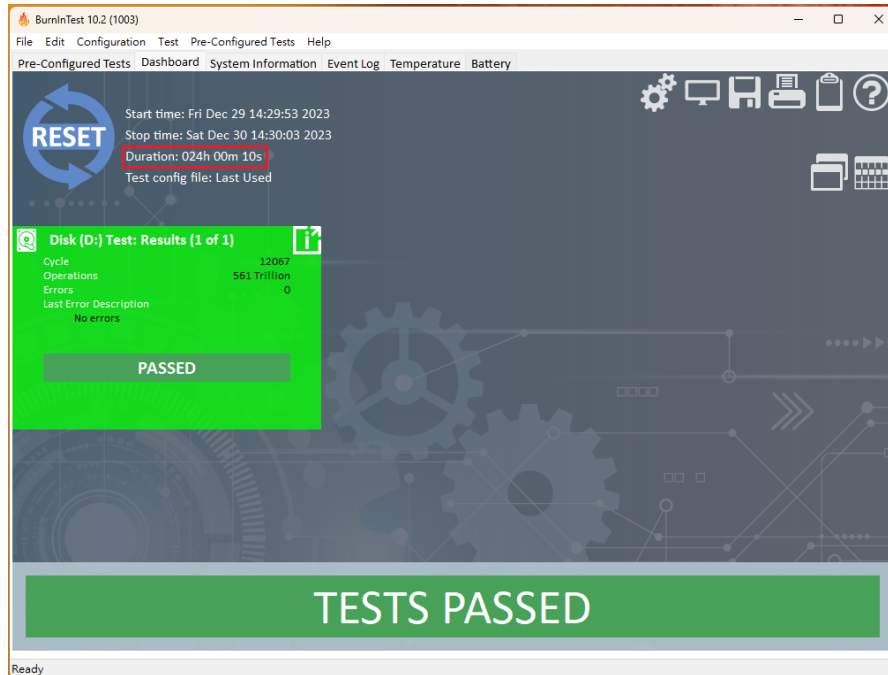 BurnInTest 10.2 (1003)
File Edit Configuration Test Pre-Configured Tests Help
Pre-Configured Tests Dashboard System Information Event Log Temperature Battery
RESET
Start time: Fri Dec 29 14:29:53 2023
Stop time: Sat Dec 30 14:30:03 2023
Duration: 024h 00m 10s
Test config file: Last Used
Disk (D:) Test: Results (1 of 1)
Cycle 12067
Operations 561 Trillion
Errors 0
Last Error Description
No errors
PASSED
TESTS PASSED
Ready